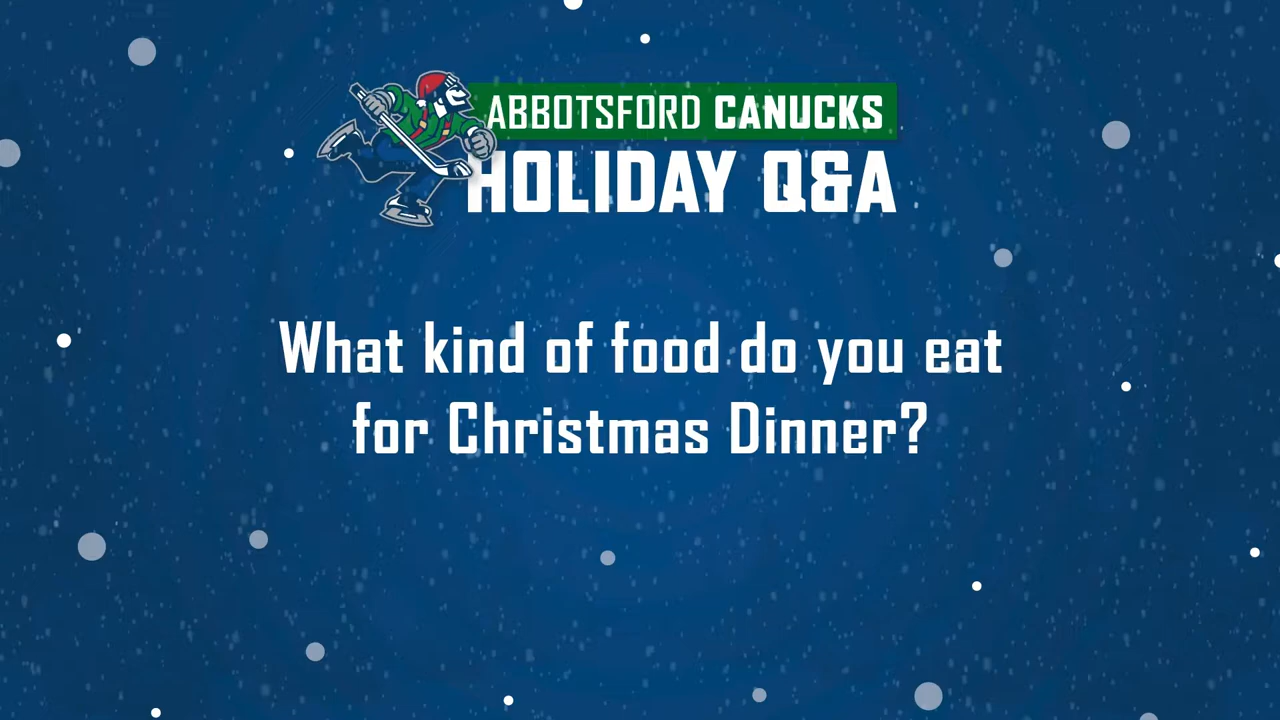 ABBOTSFORD CANUCKS
HOLIDAY Q&A
What kind of food do you eat
for Christmas Dinner?